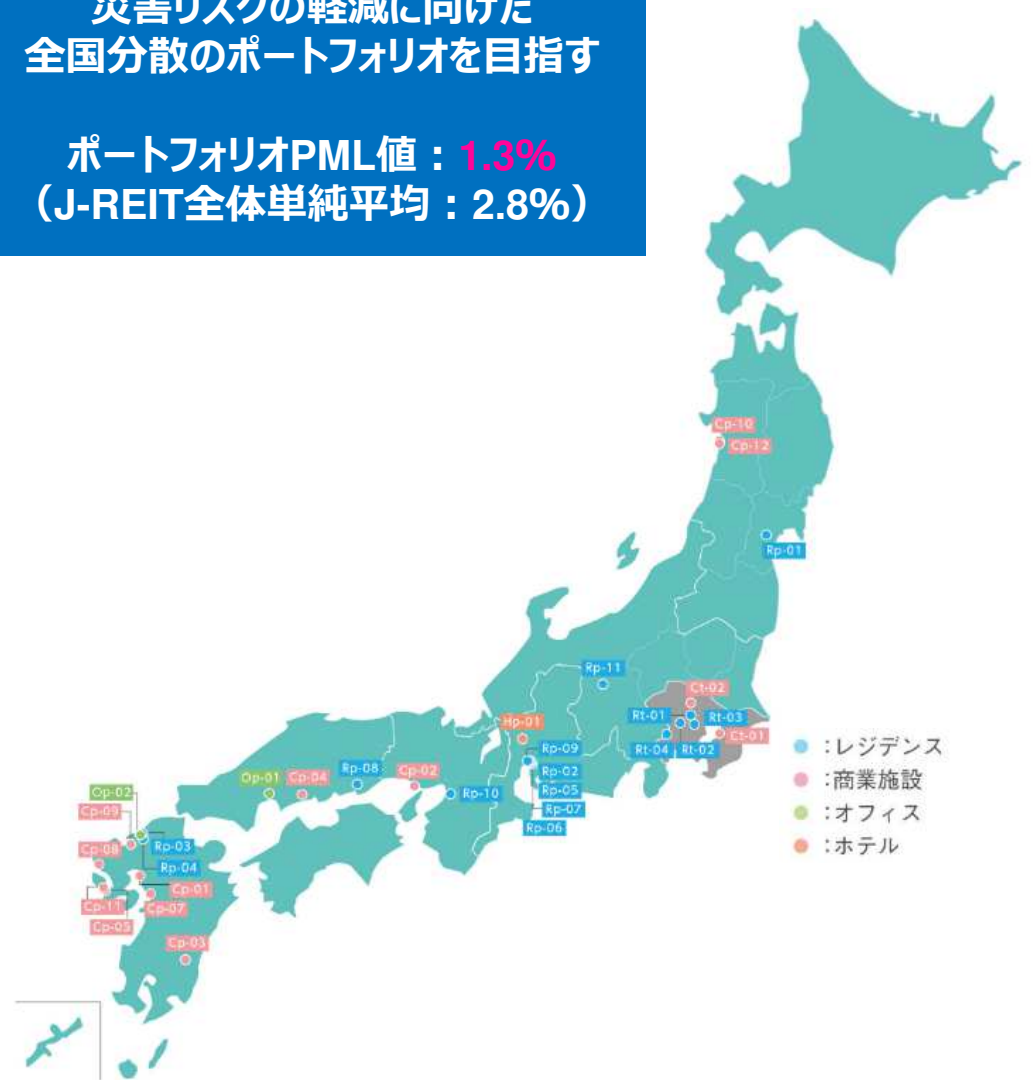 災害リスクの軽減に向けた
全国分散のポートフォリオを目指す
ポートフォリオPML値：1.3%
（J-REIT全体単純平均：2.8%）
Cp-10
Cp-12
Rp-01
Rp-11
Ct-02
Rt-01
Rt-03
Ct-01
Rt-04
Rt-02
Hp-01
Rp-09
Rp-02
Rp-05
Rp-07
Rp-06
Op-01
Cp-04
Rp-08
Cp-02
Rp-10
Op-02
Cp-09
Rp-03
Cp-08
Rp-04
Cp-01
Cp-11
Cp-07
Cp-05
Cp-03
：レジデンス
：商業施設
：オフィス
：ホテル